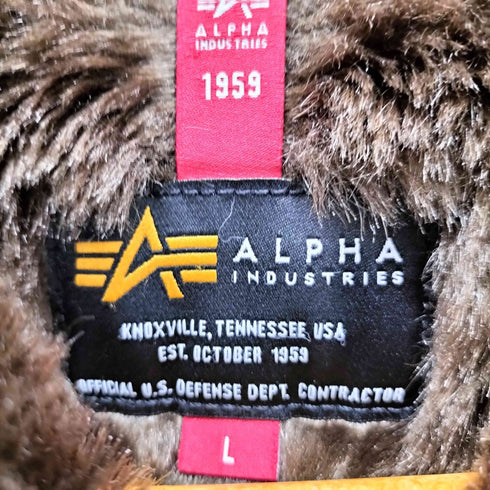 ALPHA
INDUSTRIES
1959
ALPHA
INDUSTRIES
KNOXVILLE, TENNESSEE, USA
EST. OCTOBER 1959
OFFICIAL U.S. DEFENSE DEPT. CONTRACTOR
L